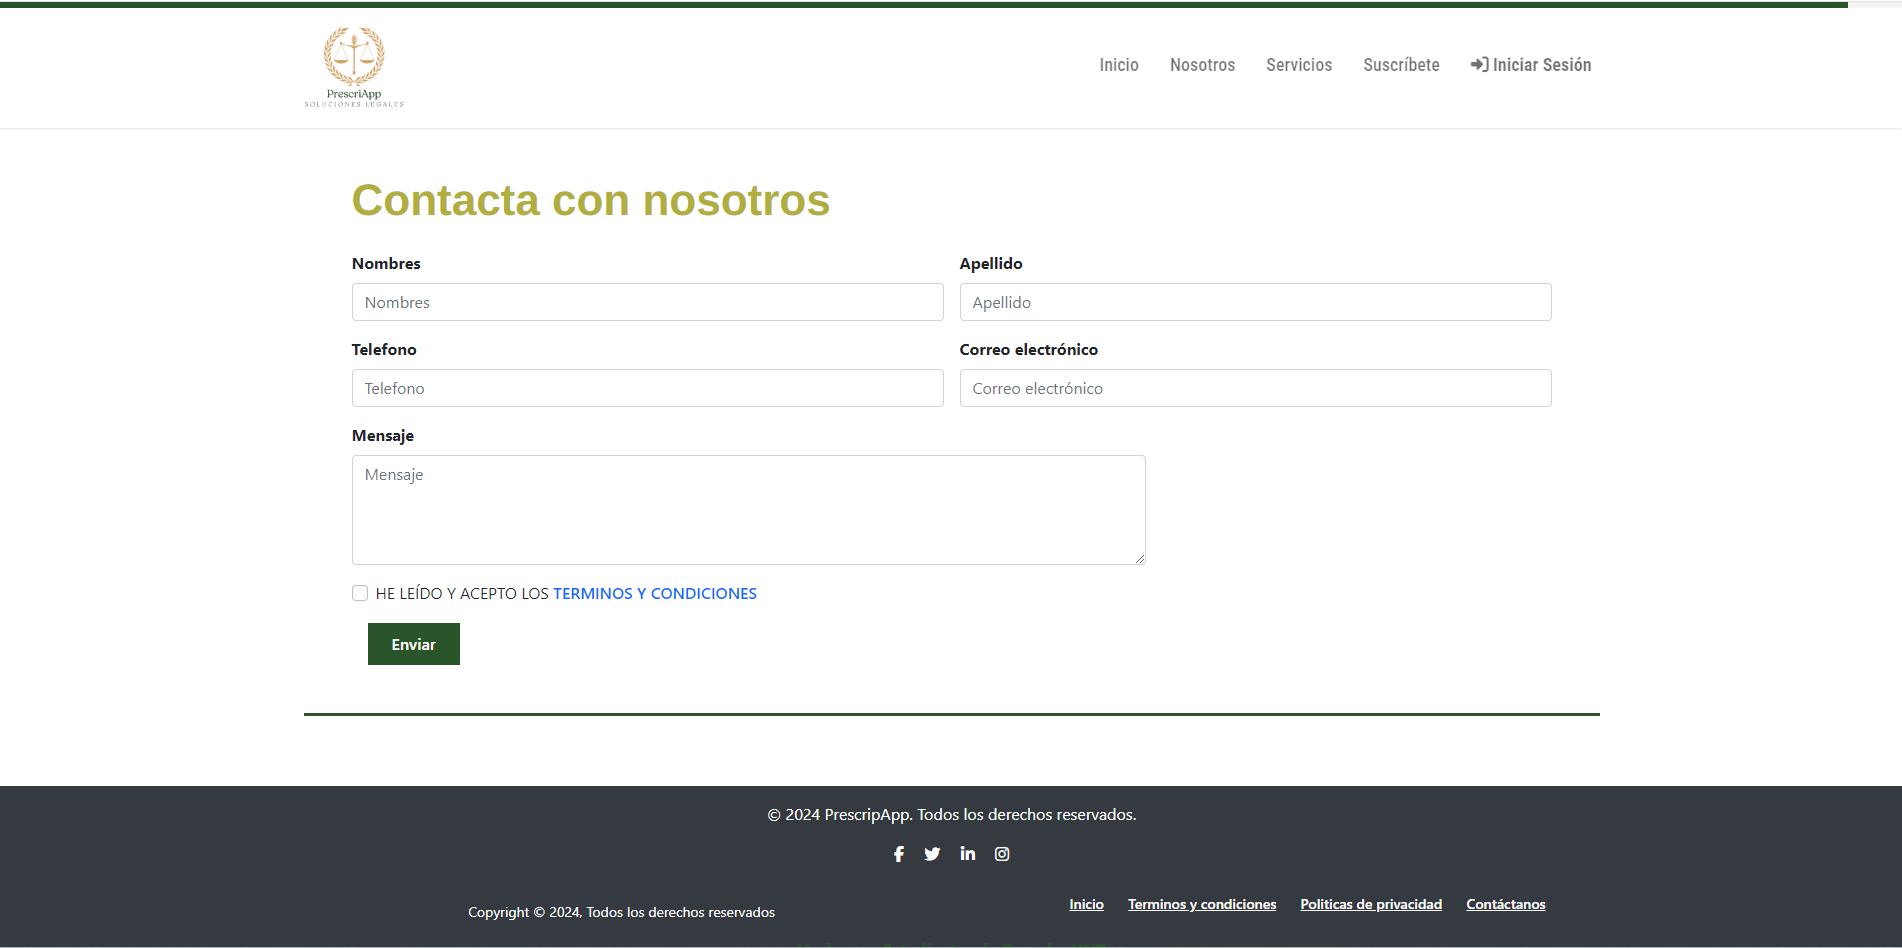 PrescriApp
SOLUCIONES LEGALES
Inicio Nosotros Servicios Suscríbete Iniciar Sesión
Contacta con nosotros
Nombres Apellido
Nombres Apellido
Telefono Correo electrónico
Telefono Correo electrónico
Mensaje
Mensaje
HE LEÍDO Y ACEPTO LOS TERMINOS Y CONDICIONES
Enviar
© 2024 PrescripApp. Todos los derechos reservados.
Inicio Terminos y condiciones Politicas de privacidad Contáctanos
Copyright © 2024, Todos los derechos reservados